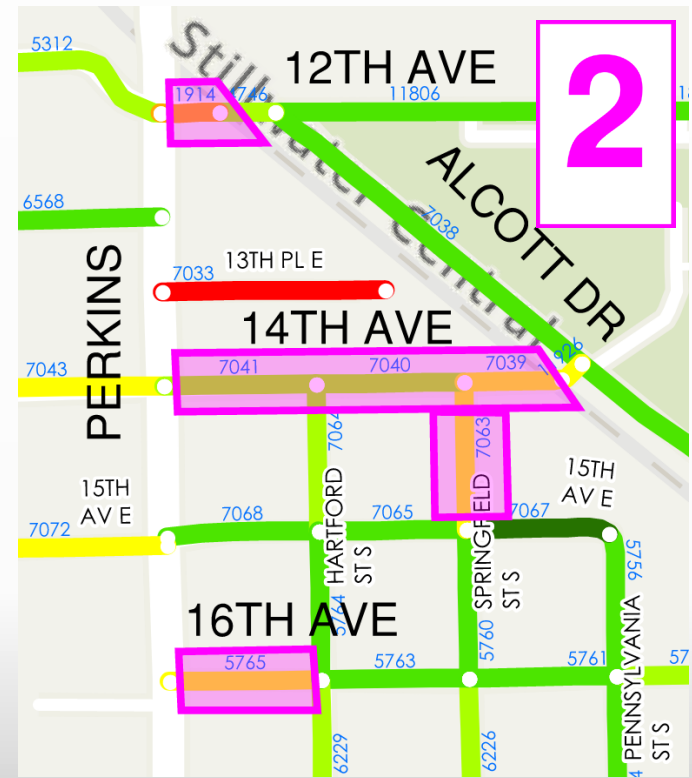 5312
1914
4746
12TH AVE
11806
2
Stillwater Central
ALCOTT DR
7038
6568
PERKINS
7033
13TH PL E
14TH AVE
7043
7041
7040
7039
7064
7063
15TH
AV E
7072
7068
HARTFORD
ST S
7065
SPRINGFIELD
ST S
7067
15TH
AV E
5756
16TH AVE
5764
5760
5765
5763
5761
57
PENNSYLVANIA
ST S
6229
6226